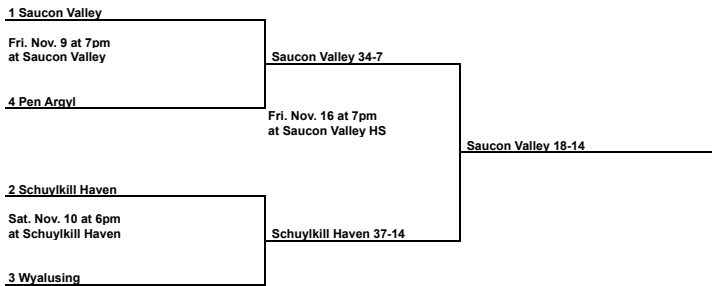 1 Saucon Valley
Fri. Nov. 9 at 7pm
at Saucon Valley
Saucon Valley 34-7
4 Pen Argyl
Fri. Nov. 16 at 7pm
at Saucon Valley HS
Saucon Valley 18-14
2 Schuylkill Haven
Sat. Nov. 10 at 6pm
at Schuylkill Haven
Schuylkill Haven 37-14
3 Wyalusing